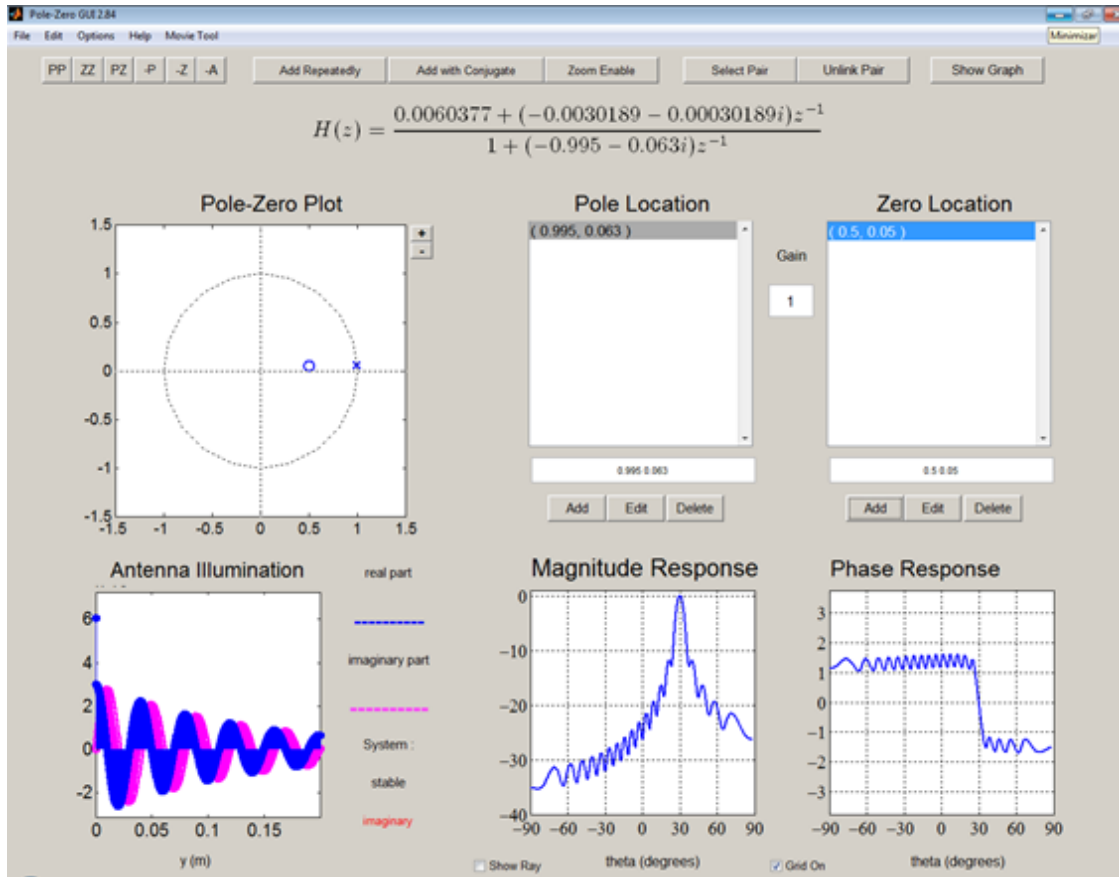 Pole-Zero GUI 2.84
File Edit Options Help Movie Tool
Minimizar
PP ZZ PZ -P -Z -A Add Repeatedly Add with Conjugate Zoom Enable Select Pair Unlink Pair Show Graph
H(z) = 0.0060377 + (−0.0030189 − 0.00030189i)z⁻¹
1 + (−0.995 − 0.063i)z⁻¹
Pole-Zero Plot
1.5
1
0.5
0
-0.5
-1
-1.5
-1.5 -1 -0.5 0 0.5 1 1.5
+
-
Pole Location
( 0.995, 0.063 )
0.995 0.063
Add Edit Delete
Gain
1
Zero Location
( 0.5, 0.05 )
0.5 0.05
Add Edit Delete
Antenna Illumination
6
4
2
0
-2
0 0.05 0.1 0.15
y (m)
real part
imaginary part
System :
stable
imaginary
Magnitude Response
0
−10
−20
−30
−40
−90 −60 −30 0 30 60 90
Show Ray
theta (degrees)
Phase Response
3
2
1
0
−1
−2
−3
−90 −60 −30 0 30 60 90
Grid On
theta (degrees)